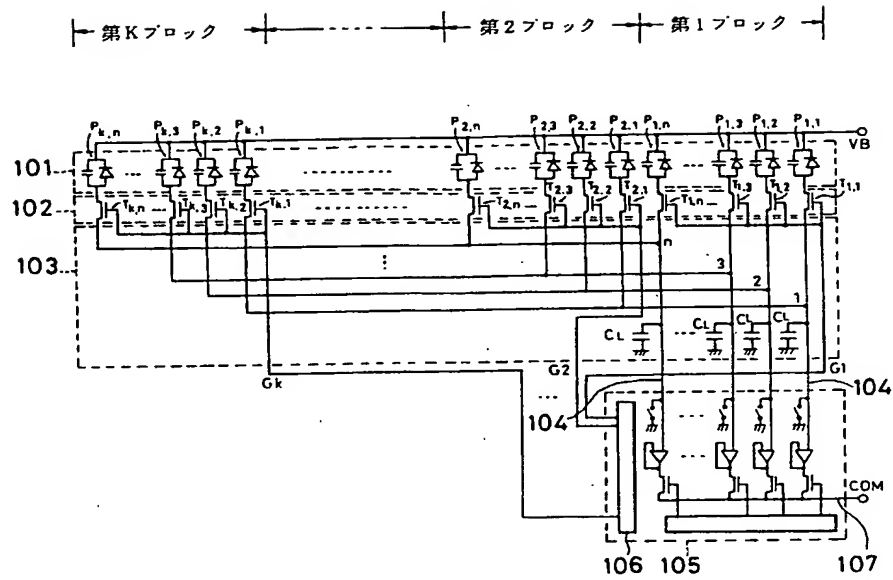 第Kブロック ---- 第2ブロック 第1ブロック
Pk,n Pk,3 Pk,2 Pk,1 P2,n P2,3 P2,2 P2,1 P1,n P1,3 P1,2 P1,1
VB
101
102 Tk,n Tk,3 Tk,2 Tk,1 T2,n T2,3 T2,2 T2,1 T1,n T1,3 T1,2 T1,1
103
n
3
2
1
CL CL CL CL
Gk G2 G1
104 104
COM
106 105 107